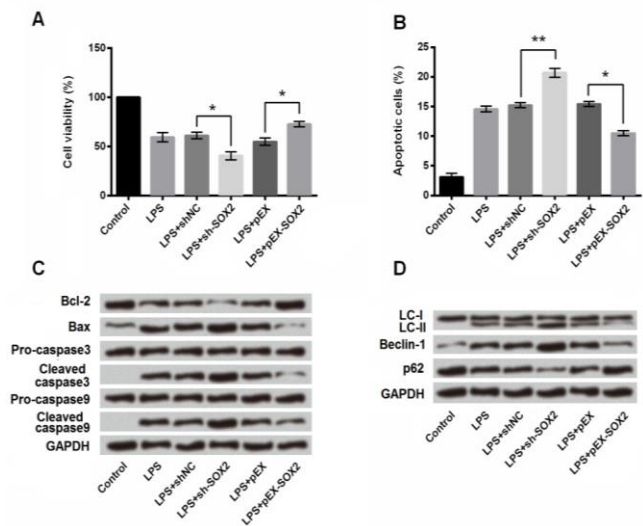 A
Cell viability (%)
150
100
50
0
*
*
Control
LPS
LPS+shNC
LPS+sh-SOX2
LPS+pEX
LPS+pEX-SOX2
B
Apoptotic cells (%)
25
20
15
10
5
0
**
*
Control
LPS
LPS+shNC
LPS+sh-SOX2
LPS+pEX
LPS+pEX-SOX2
C
Bcl-2
Bax
Pro-caspase3
Cleaved
caspase3
Pro-caspase9
Cleaved
caspase9
GAPDH
Control
LPS
LPS+shNC
LPS+sh-SOX2
LPS+pEX
LPS+pEX-SOX2
D
LC-I
LC-II
Beclin-1
p62
GAPDH
Control
LPS
LPS+shNC
LPS+sh-SOX2
LPS+pEX
LPS+pEX-SOX2